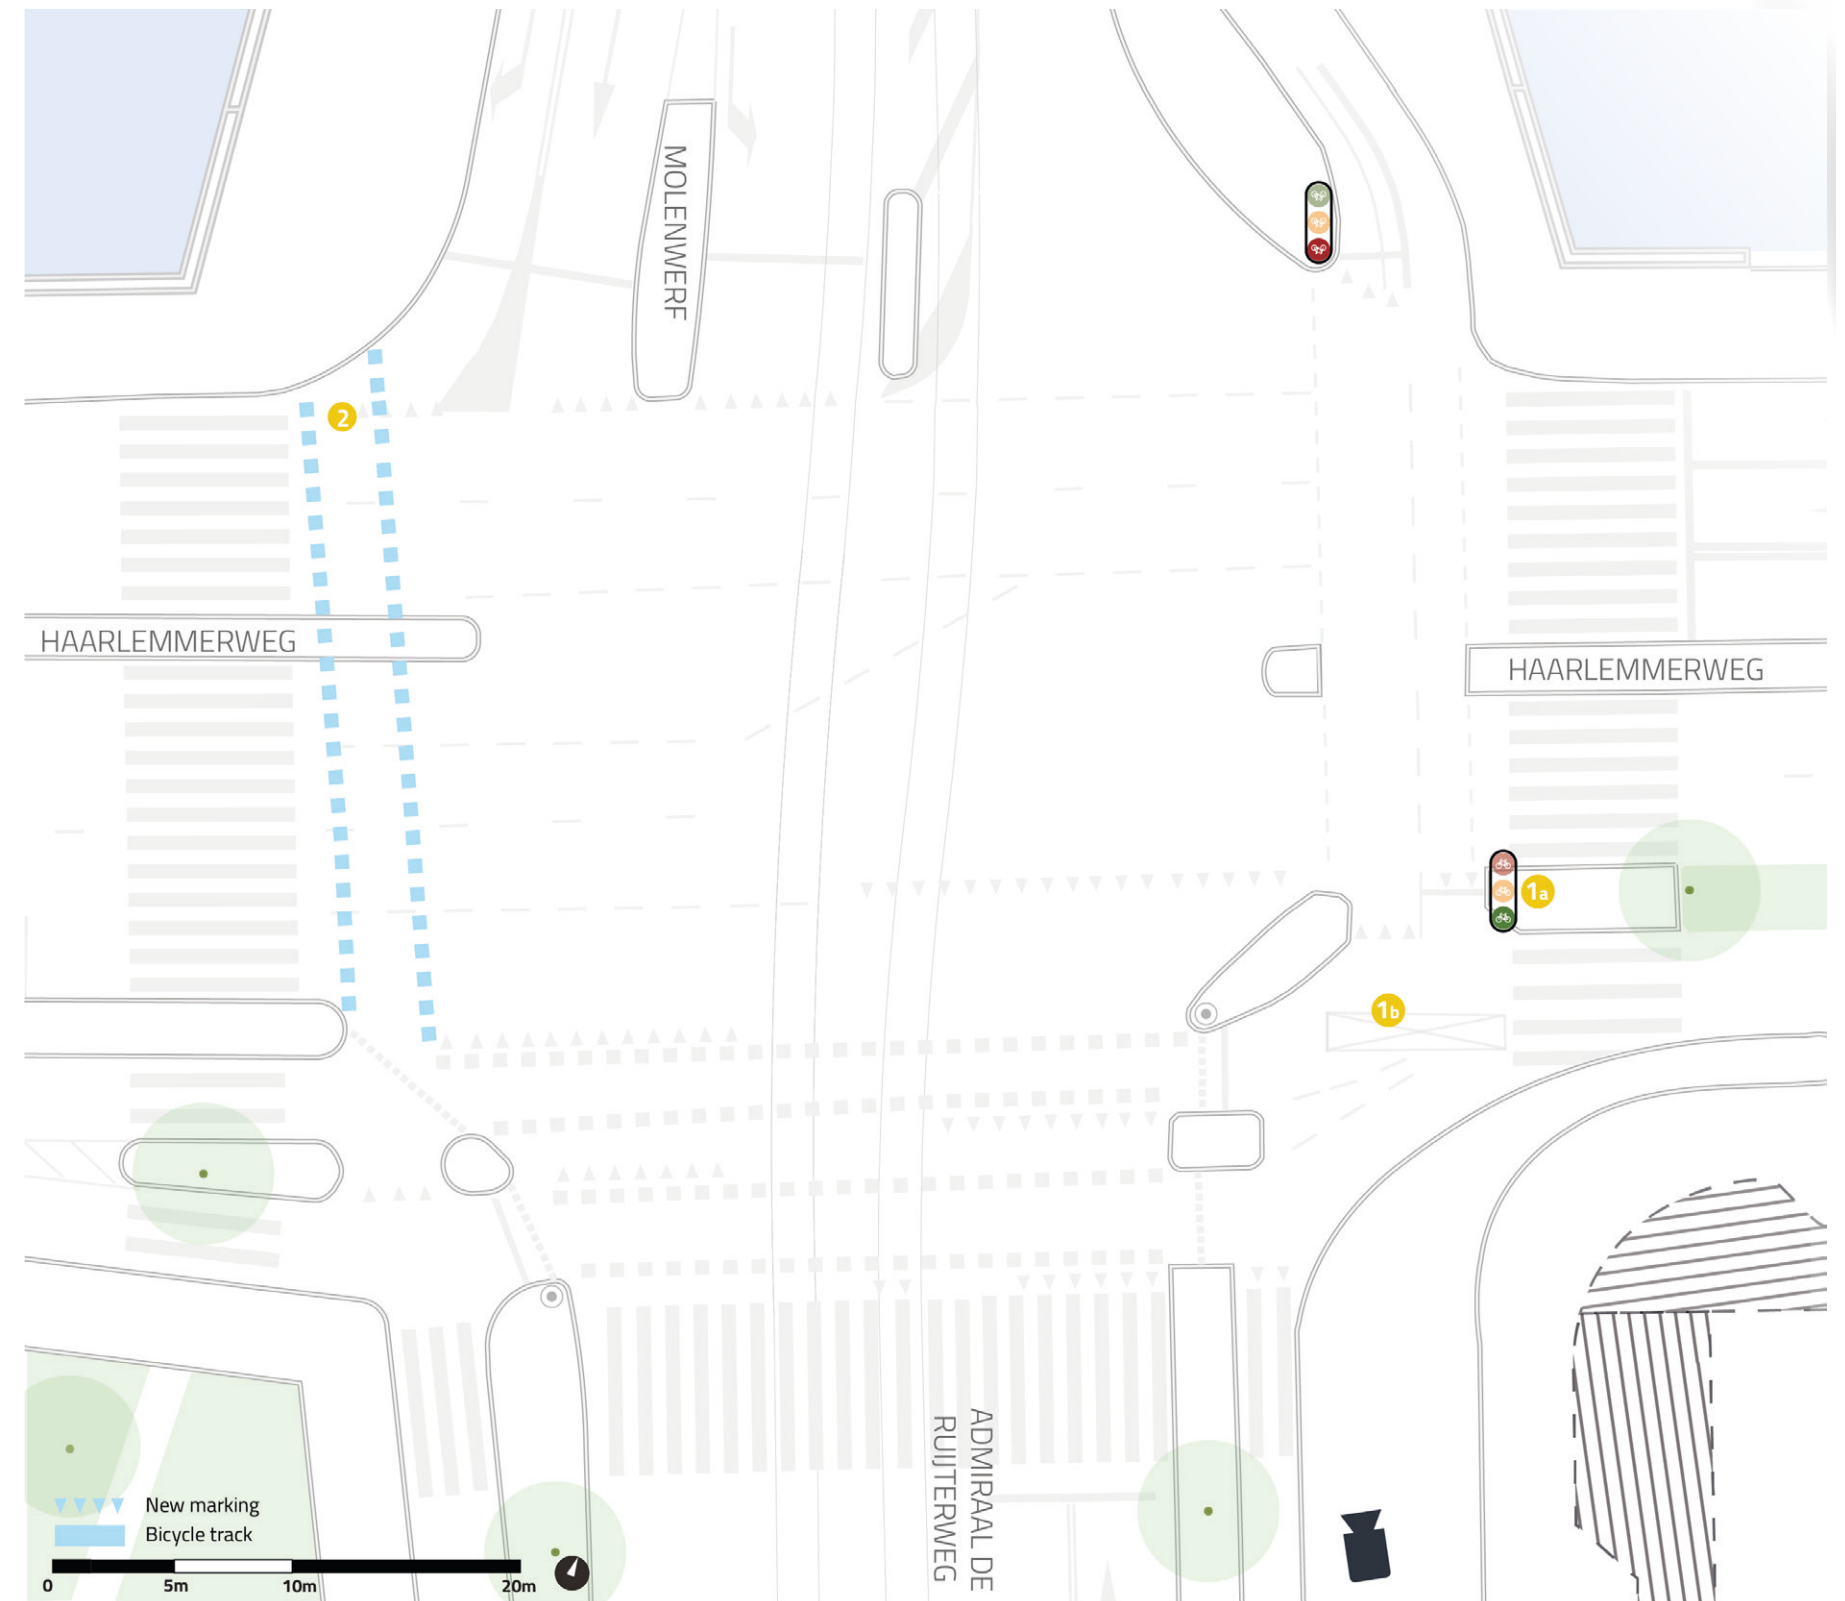 MOLENWERF
2
HAARLEMMERWEG
HAARLEMMERWEG
1a
1b
ADMIRAAL DE
RUIJTERWEG
New marking
Bicycle track
0 5m 10m 20m